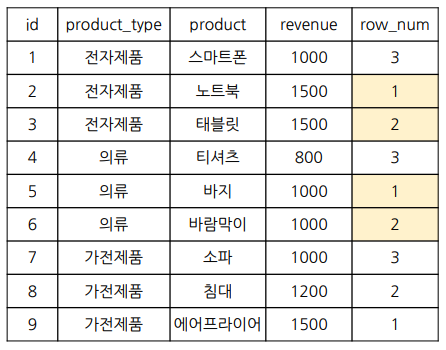 id product_type product revenue row_num
1 전자제품 스마트폰 1000 3
2 전자제품 노트북 1500 1
3 전자제품 태블릿 1500 2
4 의류 티셔츠 800 3
5 의류 바지 1000 1
6 의류 바람막이 1000 2
7 가전제품 소파 1000 3
8 가전제품 침대 1200 2
9 가전제품 에어프라이어 1500 1